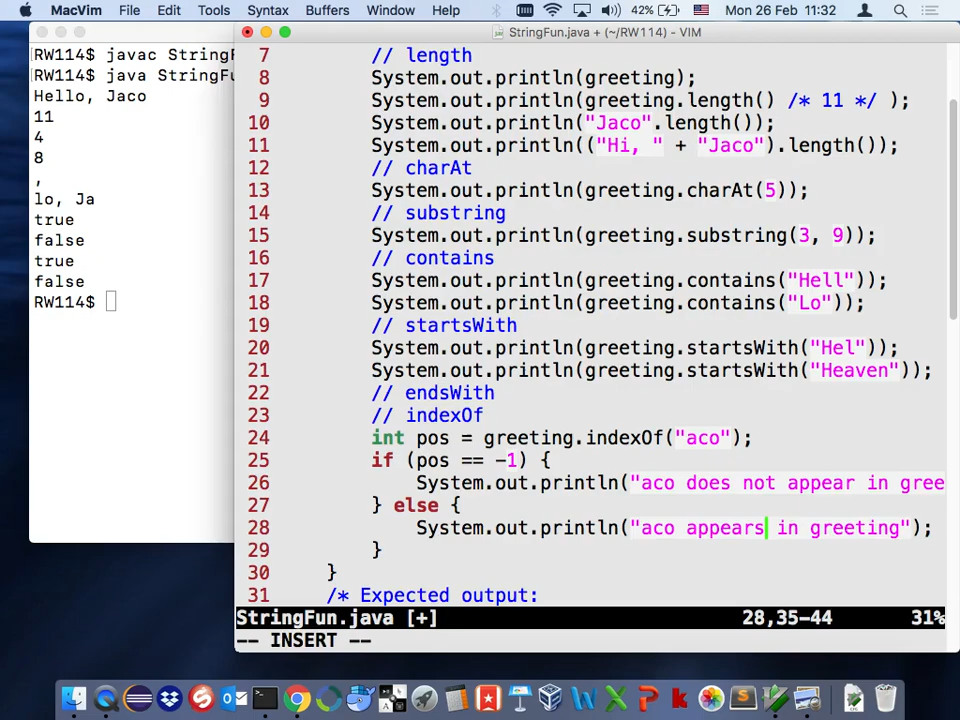 MacVim File Edit Tools Syntax Buffers Window Help 42% Mon 26 Feb 11:32
StringFun.java + (~/RW114) - VIM
RW114$ javac StringF
RW114$ java StringFu
Hello, Jaco
11
4
8
,
lo, Ja
true
false
true
false
RW114$
7 // length
8 System.out.println(greeting);
9 System.out.println(greeting.length() /* 11 */ );
10 System.out.println("Jaco".length());
11 System.out.println(("Hi, " + "Jaco").length());
12 // charAt
13 System.out.println(greeting.charAt(5));
14 // substring
15 System.out.println(greeting.substring(3, 9));
16 // contains
17 System.out.println(greeting.contains("Hell"));
18 System.out.println(greeting.contains("Lo"));
19 // startsWith
20 System.out.println(greeting.startsWith("Hel"));
21 System.out.println(greeting.startsWith("Heaven"));
22 // endsWith
23 // indexOf
24 int pos = greeting.indexOf("aco");
25 if (pos == -1) {
26 System.out.println("aco does not appear in gree
27 } else {
28 System.out.println("aco appears in greeting");
29 }
30 }
31 /* Expected output:
StringFun.java [+] 28,35-44 31%
-- INSERT --